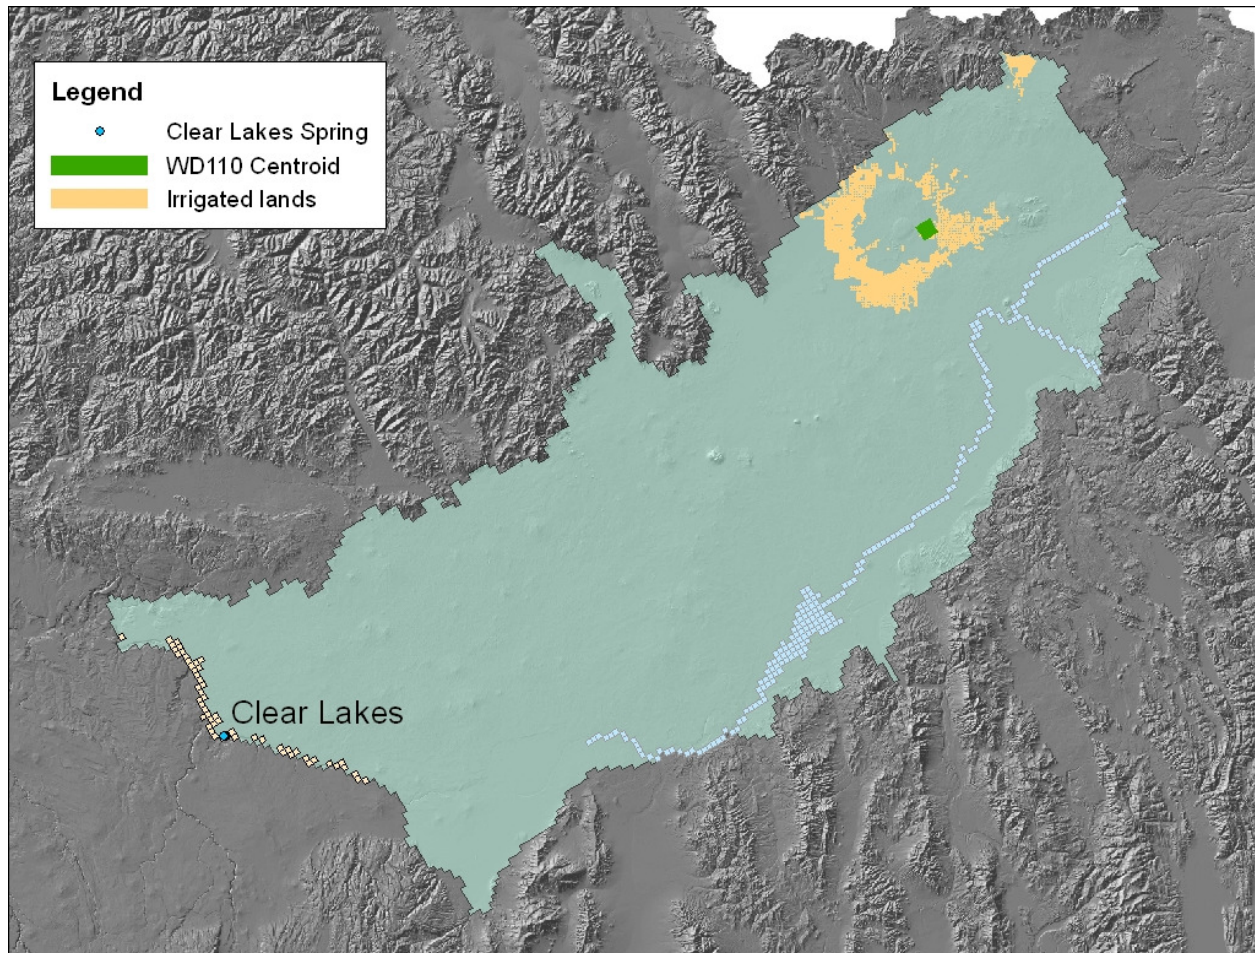 Legend
Clear Lakes Spring
WD110 Centroid
Irrigated lands
Clear Lakes